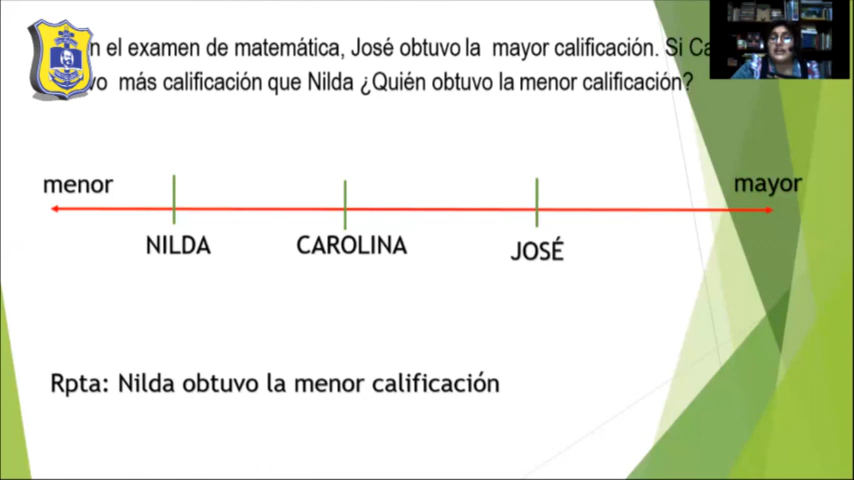 n el examen de matemática, José obtuvo la mayor calificación. Si Ca
vo más calificación que Nilda ¿Quién obtuvo la menor calificación?
menor mayor
NILDA CAROLINA JOSÉ
Rpta: Nilda obtuvo la menor calificación